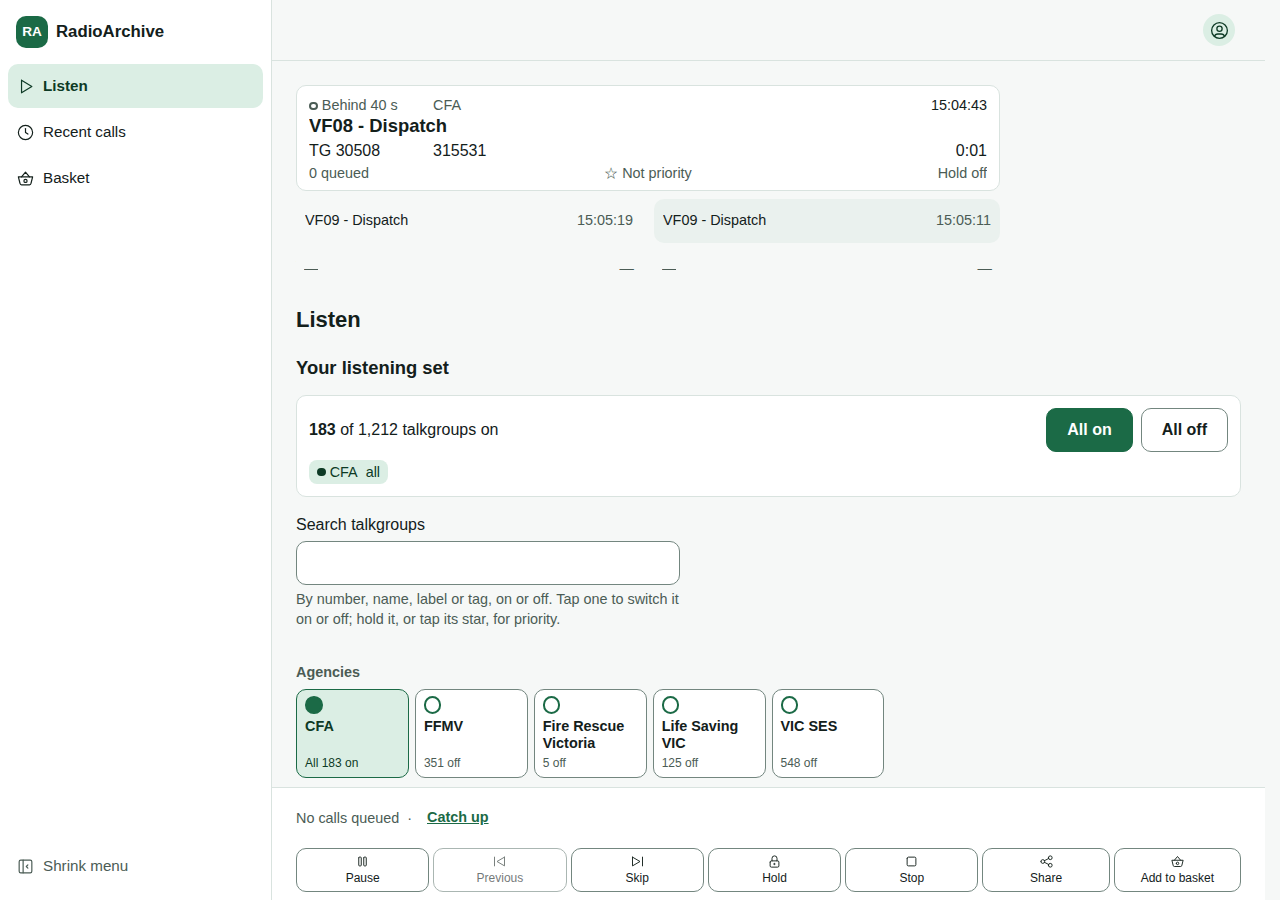 RA RadioArchive
Listen
Recent calls
Basket
Shrink menu
Behind 40 s CFA 15:04:43
VF08 - Dispatch
TG 30508 315531 0:01
0 queued ☆ Not priority Hold off
VF09 - Dispatch 15:05:19 VF09 - Dispatch 15:05:11
— — — —
Listen
Your listening set
183 of 1,212 talkgroups on All on All off
CFA all
Search talkgroups
By number, name, label or tag, on or off. Tap one to switch it
on or off; hold it, or tap its star, for priority.
Agencies
CFA
All 183 on
FFMV
351 off
Fire Rescue
Victoria
5 off
Life Saving
VIC
125 off
VIC SES
548 off
No calls queued · Catch up
Pause Previous Skip Hold Stop Share Add to basket